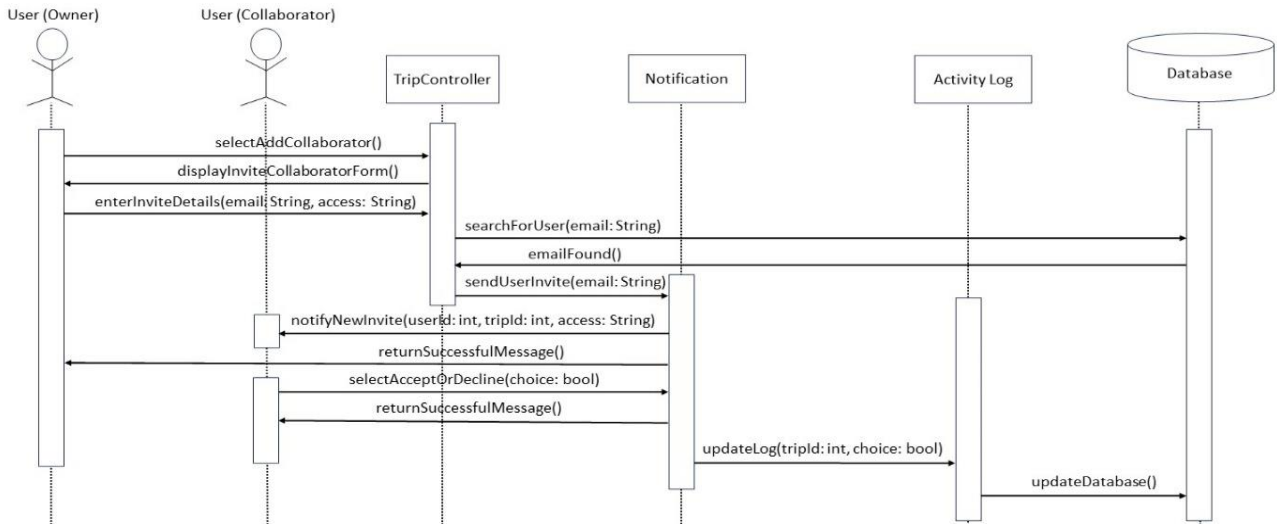 User (Owner)
User (Collaborator)
TripController
Notification
Activity Log
Database
selectAddCollaborator()
displayInviteCollaboratorForm()
enterInviteDetails(email: String, access: String)
searchForUser(email: String)
emailFound()
sendUserInvite(email: String)
notifyNewInvite(userId: int, tripId: int, access: String)
returnSuccessfulMessage()
selectAcceptOrDecline(choice: bool)
returnSuccessfulMessage()
updateLog(tripId: int, choice: bool)
updateDatabase()